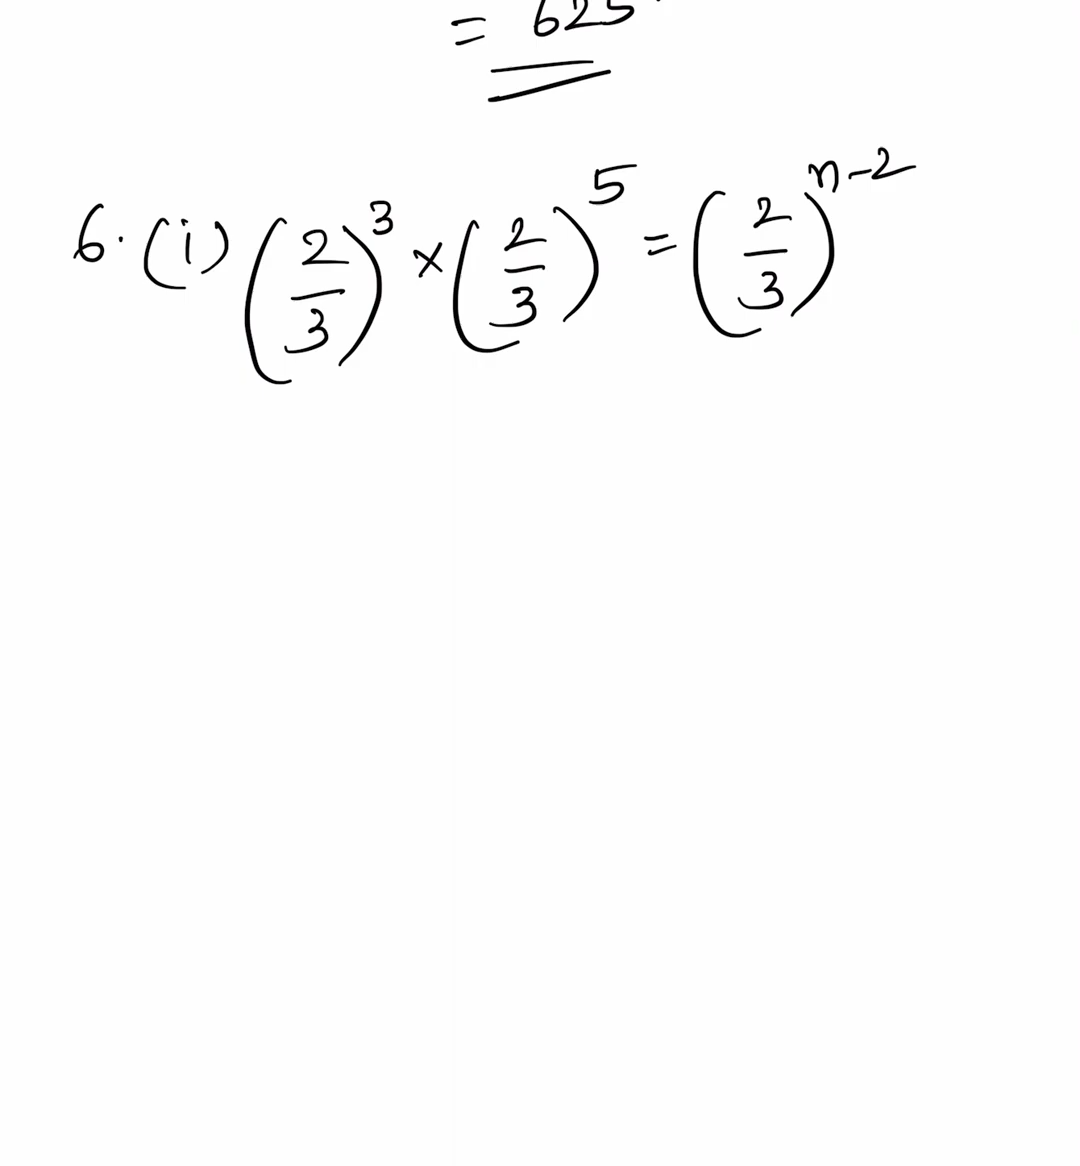 = 625
6. (i) (2/3)^3 × (2/3)^5 = (2/3)^{n-2}